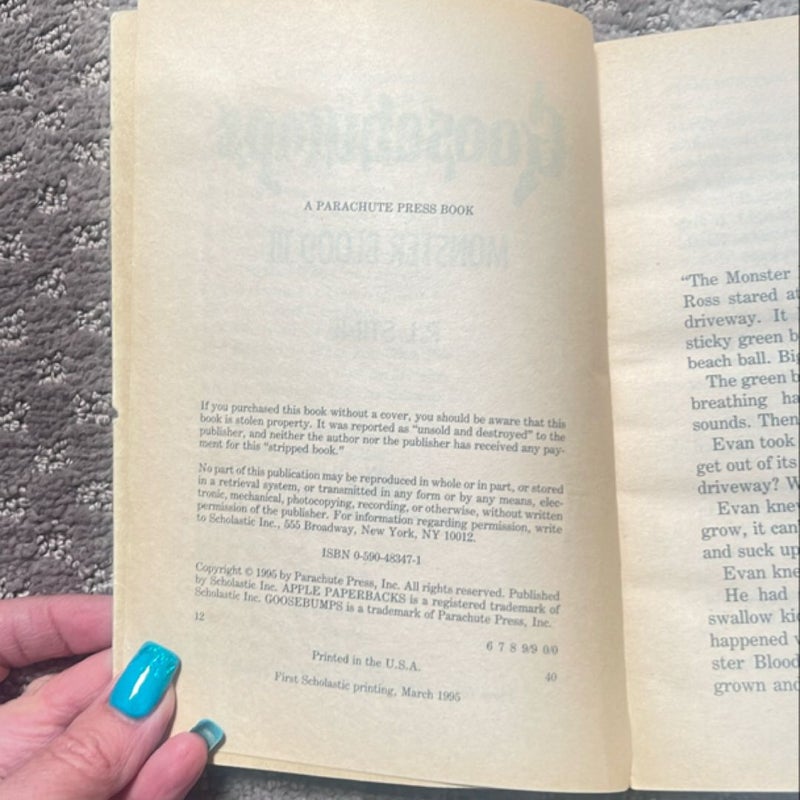 A PARACHUTE PRESS BOOK
If you purchased this book without a cover, you should be aware that this
book is stolen property. It was reported as "unsold and destroyed" to the
publisher, and neither the author nor the publisher has received any pay-
ment for this "stripped book."
No part of this publication may be reproduced in whole or in part, or stored
in a retrieval system, or transmitted in any form or by any means, elec-
tronic, mechanical, photocopying, recording, or otherwise, without written
permission of the publisher. For information regarding permission, write
to Scholastic Inc., 555 Broadway, New York, NY 10012.
ISBN 0-590-48347-1
Copyright © 1995 by Parachute Press, Inc. All rights reserved. Published
by Scholastic Inc. APPLE PAPERBACKS is a registered trademark of
Scholastic Inc. GOOSEBUMPS is a trademark of Parachute Press, Inc.
12
6 7 8 9/9 0/0
Printed in the U.S.A.
40
First Scholastic printing, March 1995
"The Monster
Ross stared at
driveway. It
sticky green b
beach ball. Big
The green b
breathing ha
sounds. Then
Evan took
get out of its
driveway? W
Evan knew
grow, it can
and suck up
Evan kne
He had
swallow kid
happened w
ster Blood
grown and